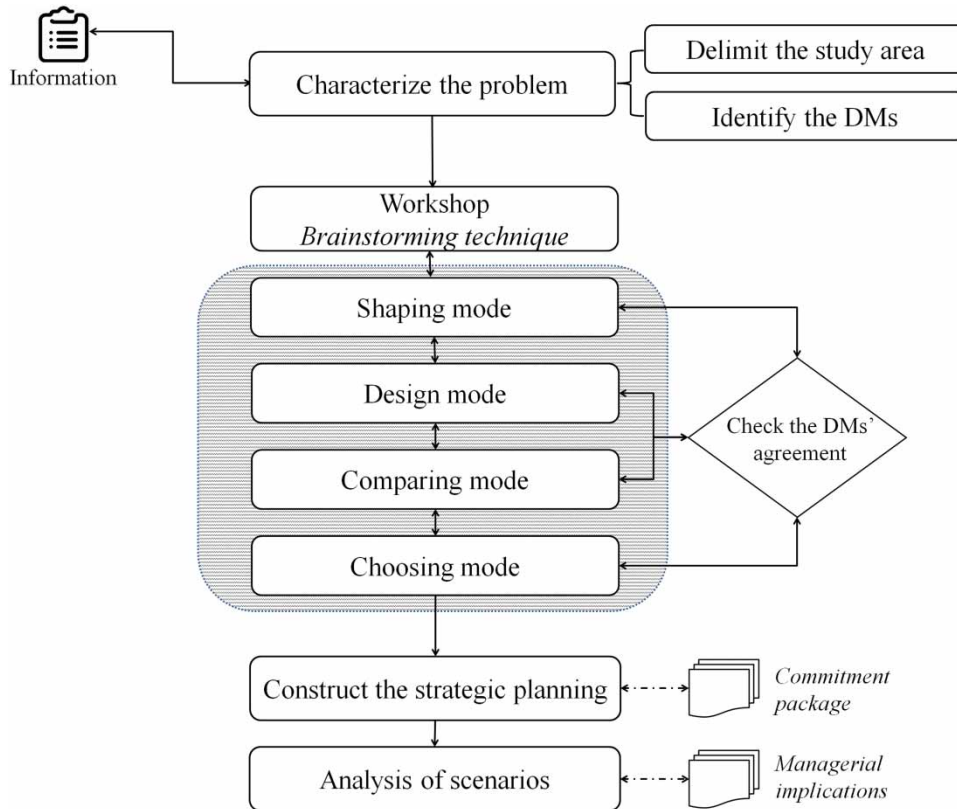 Information
Characterize the problem
Delimit the study area
Identify the DMs
Workshop
Brainstorming technique
Shaping mode
Design mode
Comparing mode
Choosing mode
Check the DMs'
agreement
Construct the strategic planning
Commitment
package
Analysis of scenarios
Managerial
implications